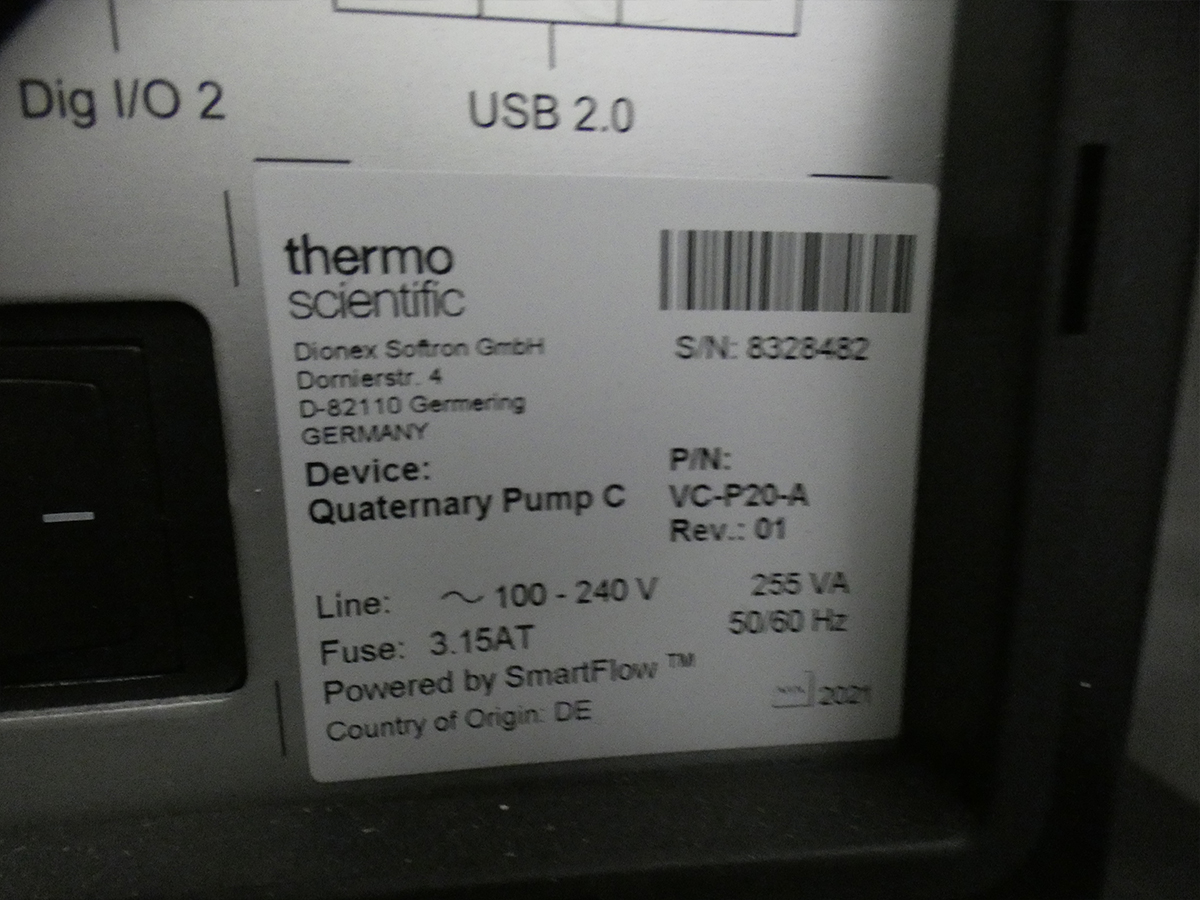 Dig I/O 2
USB 2.0
thermo
scientific
Dionex Softron GmbH
Dornierstr. 4
D-82110 Germering
GERMANY
S/N: 8328482
Device:
Quaternary Pump C
P/N:
VC-P20-A
Rev.: 01
Line: ~ 100 - 240 V 255 VA
50/60 Hz
Fuse: 3.15AT
Powered by SmartFlow ™
Country of Origin: DE
2021